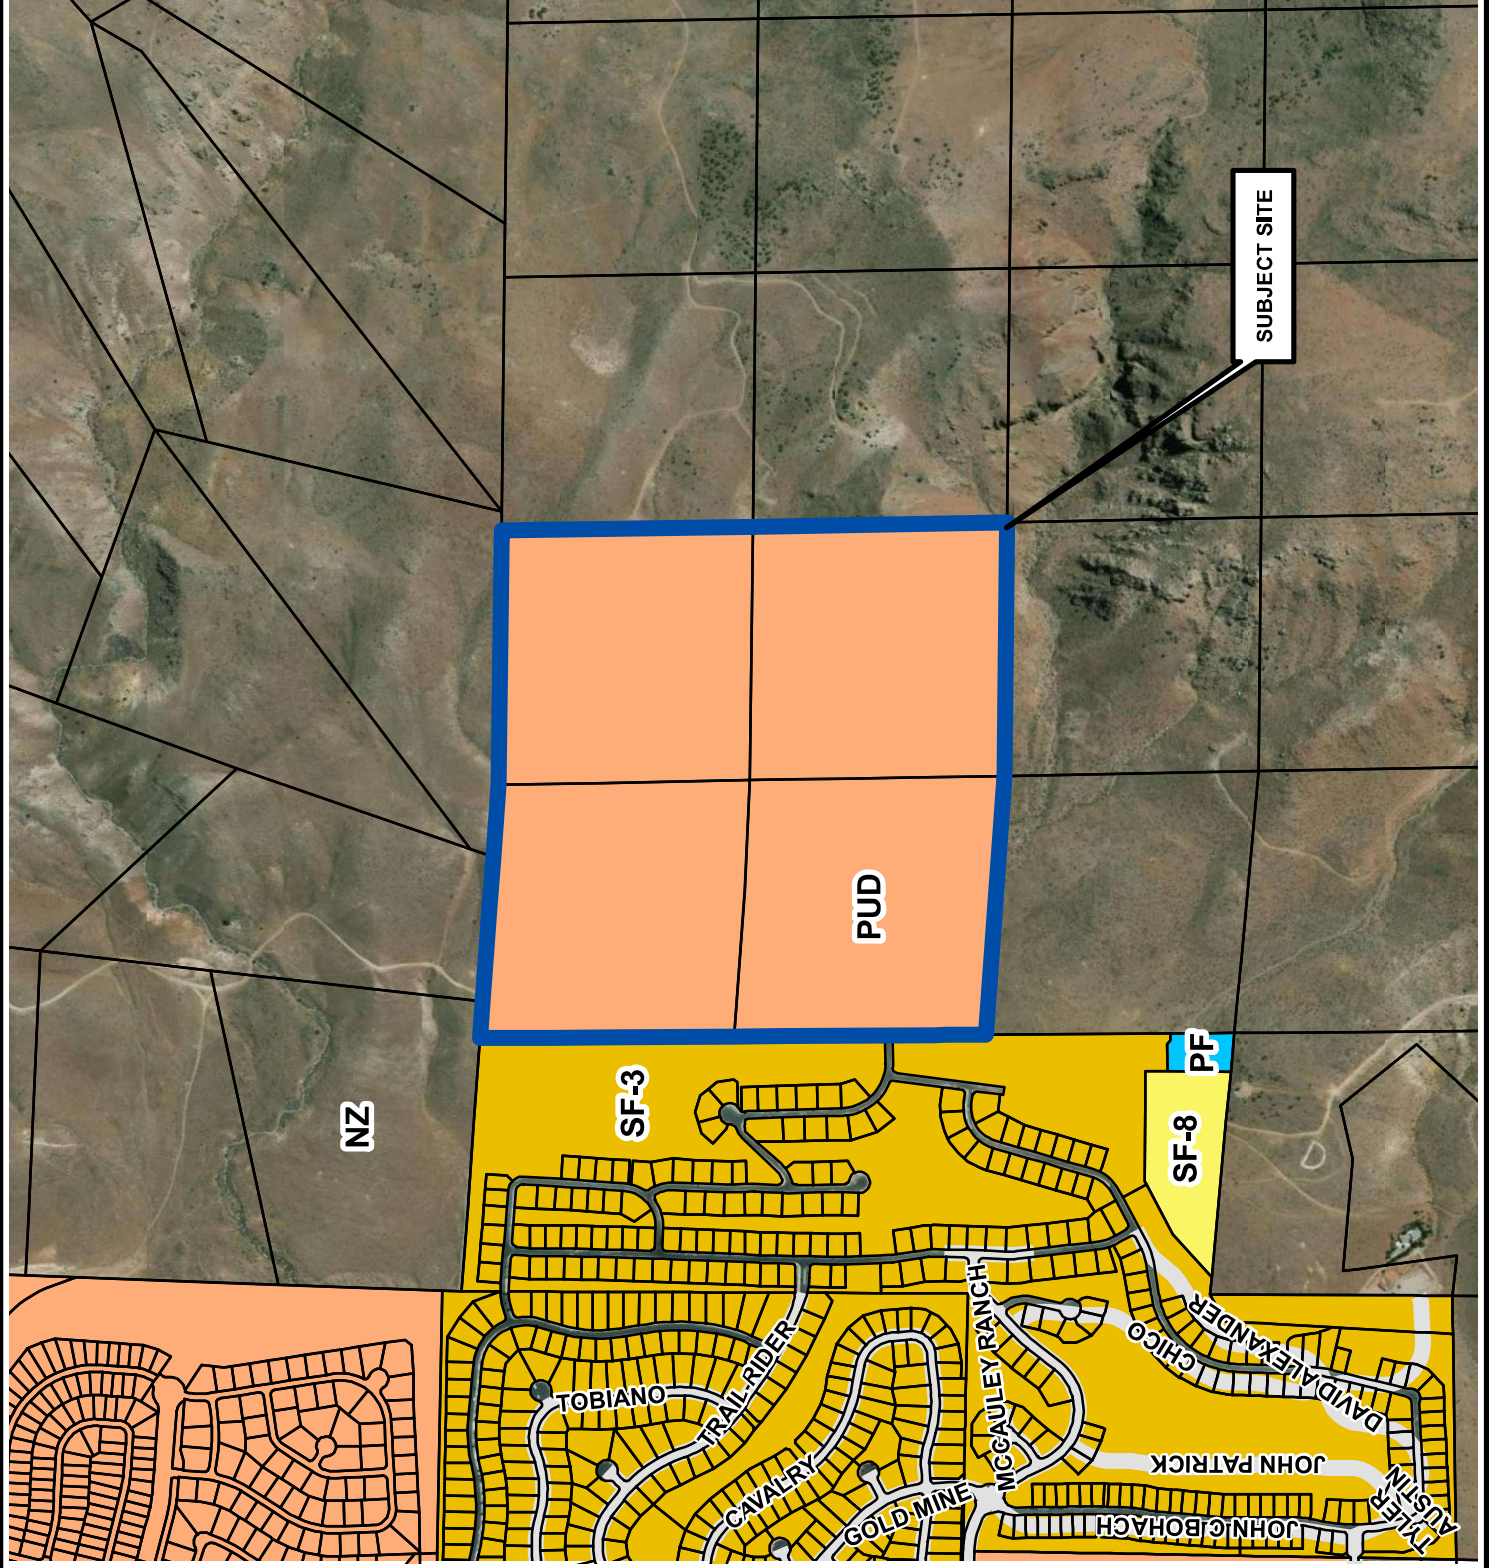 SUBJECT SITE
PUD
PF
SF-3
NZ
SF-8
MCCAULEY RANCH
DAVID ALEXANDER
CHICO
TRAIL RIDER
TOBIANO
JOHN PATRICK
CAVALRY
GOLD MINE
TYLER
AUSTIN
JOHN C BOHACH